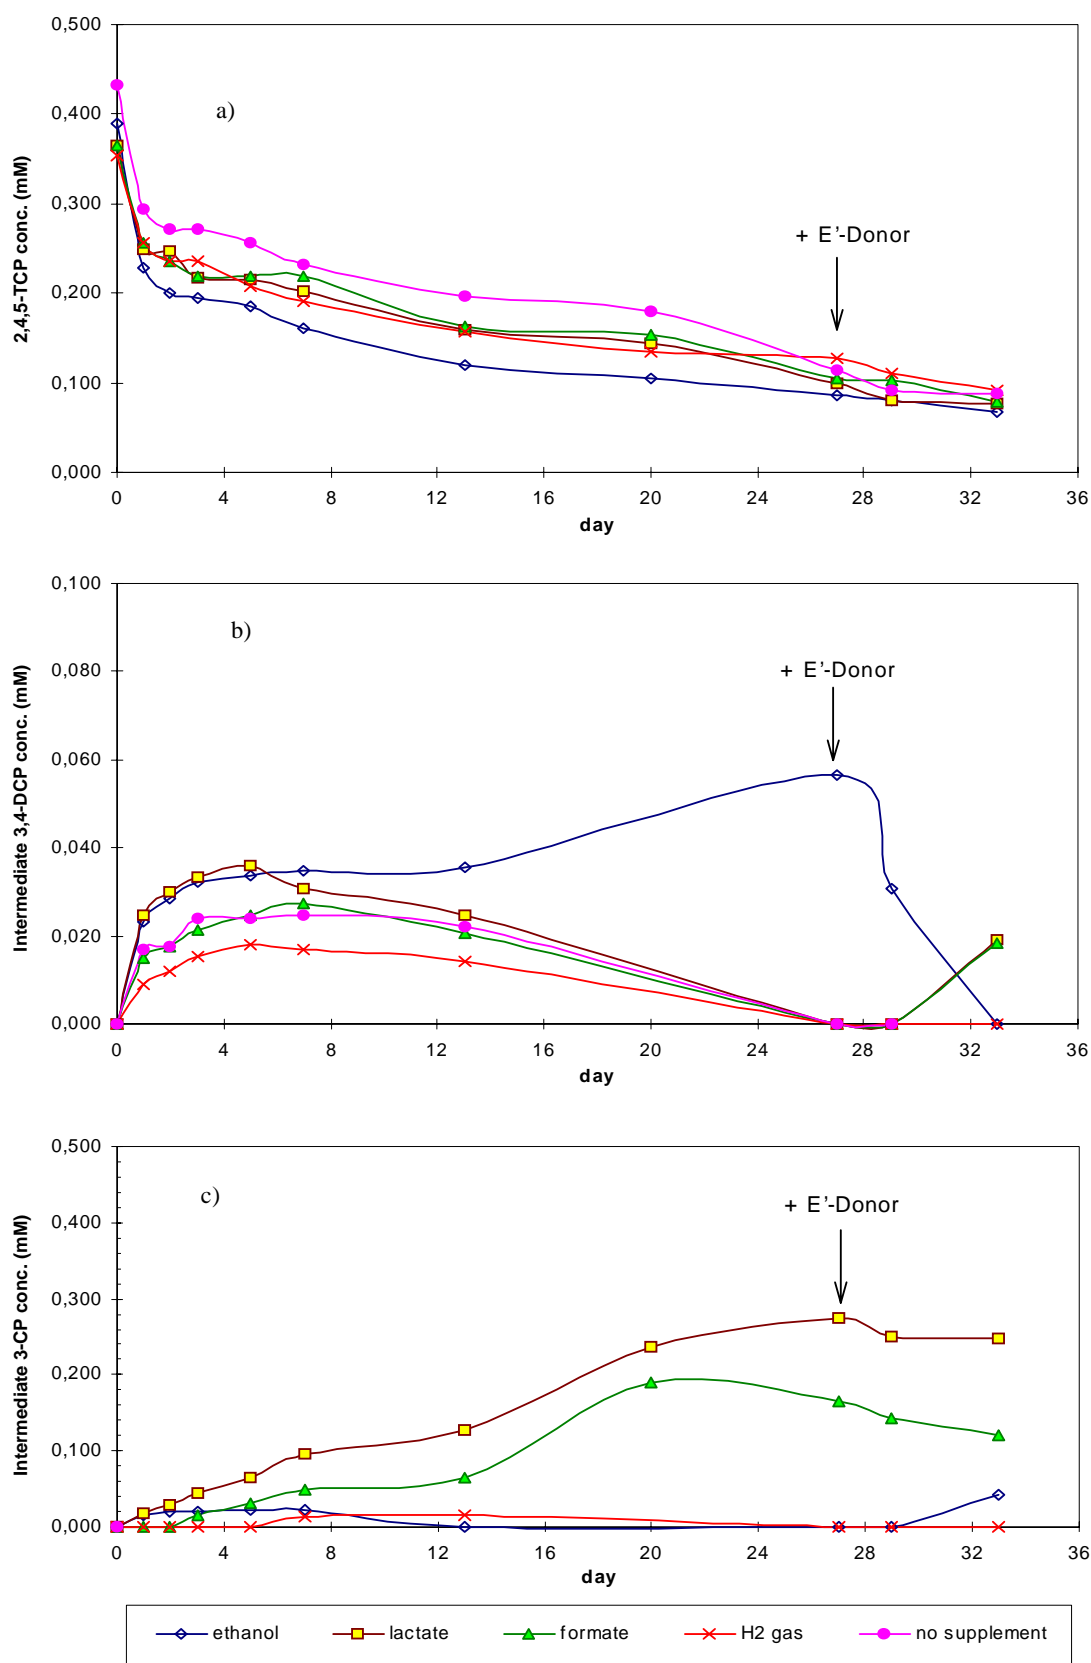 0,500
0,400
0,300
0,200
0,100
0,000
2,4,5-TCP conc. (mM)
a)
+ E'-Donor
0 4 8 12 16 20 24 28 32 36
day
0,100
0,080
0,060
0,040
0,020
0,000
Intermediate 3,4-DCP conc. (mM)
b)
+ E'-Donor
0 4 8 12 16 20 24 28 32 36
day
0,500
0,400
0,300
0,200
0,100
0,000
Intermediate 3-CP conc. (mM)
c)
+ E'-Donor
0 4 8 12 16 20 24 28 32 36
day
ethanol lactate formate H2 gas no supplement